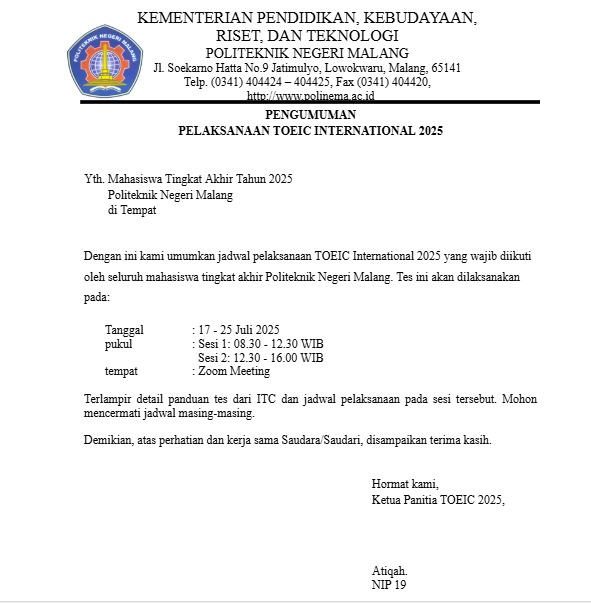 POLITEKNIK NEGERI MALANG
KEMENTERIAN PENDIDIKAN, KEBUDAYAAN,
RISET, DAN TEKNOLOGI
POLITEKNIK NEGERI MALANG
Jl. Soekarno Hatta No.9 Jatimulyo, Lowokwaru, Malang, 65141
Telp. (0341) 404424 – 404425, Fax (0341) 404420,
http://www.polinema.ac.id
PENGUMUMAN
PELAKSANAAN TOEIC INTERNATIONAL 2025
Yth. Mahasiswa Tingkat Akhir Tahun 2025
Politeknik Negeri Malang
di Tempat
Dengan ini kami umumkan jadwal pelaksanaan TOEIC International 2025 yang wajib diikuti
oleh seluruh mahasiswa tingkat akhir Politeknik Negeri Malang. Tes ini akan dilaksanakan
pada:
Tanggal : 17 - 25 Juli 2025
pukul : Sesi 1: 08.30 - 12.30 WIB
Sesi 2: 12.30 - 16.00 WIB
tempat : Zoom Meeting
Terlampir detail panduan tes dari ITC dan jadwal pelaksanaan pada sesi tersebut. Mohon
mencermati jadwal masing-masing.
Demikian, atas perhatian dan kerja sama Saudara/Saudari, disampaikan terima kasih.
Hormat kami,
Ketua Panitia TOEIC 2025,
Atiqah.
NIP 19